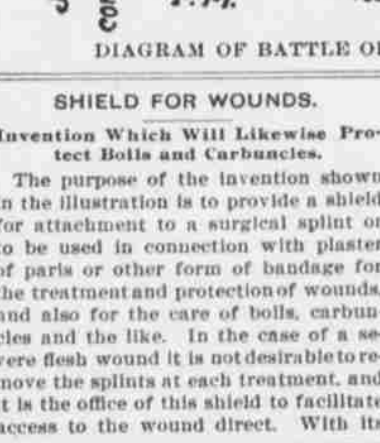 DIAGRAM OF BATTLE
SHIELD FOR WOUNDS.
Invention Which Will Likewise Pro-
tect Boils and Carbuncles.
The purpose of the invention shown
in the illustration is to provide a shield
for attachment to a surgical splint or
to be used in connection with plaster
of paris or other form of bandage for
the treatment and protection of wounds,
and also for the care of boils, carbun-
cles and the like. In the case of a se-
vere flesh wound it is not desirable to re-
move the splints at each treatment, and
it is the office of this shield to facilitate
access to the wound direct. With its